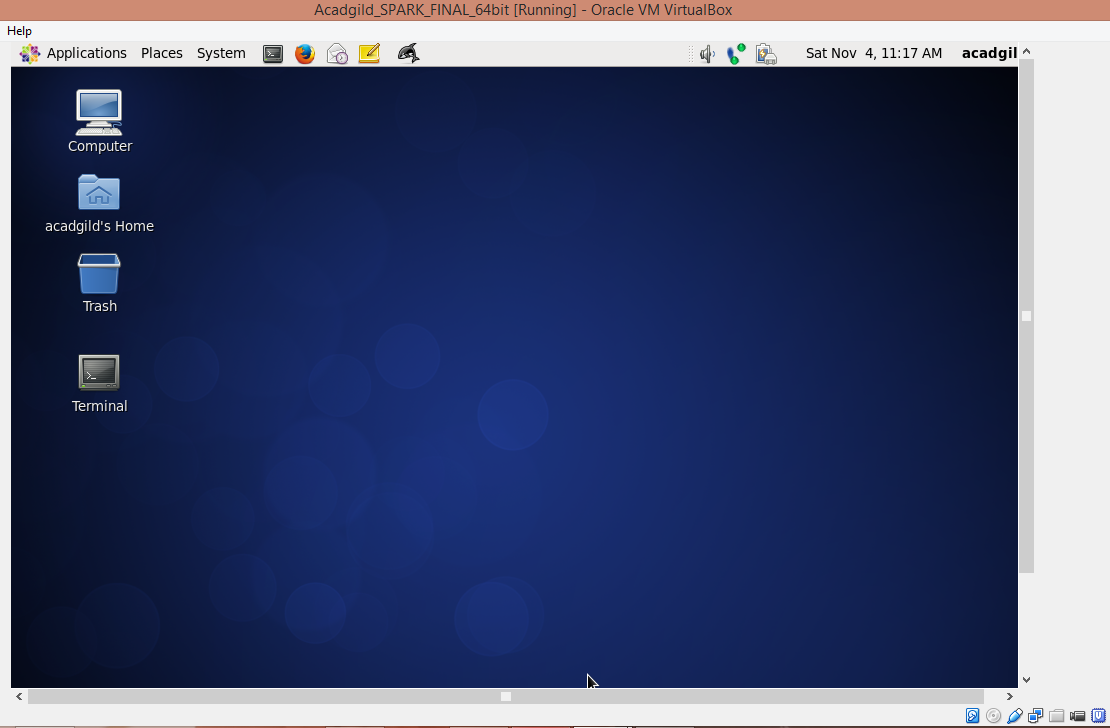 Acadgild_SPARK_FINAL_64bit [Running] - Oracle VM VirtualBox
Help
Applications Places System Sat Nov 4, 11:17 AM acadgil
Computer
acadgild's Home
Trash
Terminal